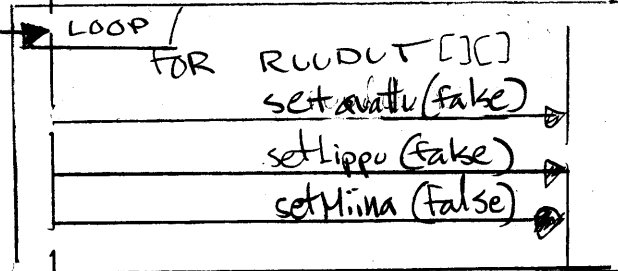 LOOP
FOR RUUDUT [][]
setAvattu (false)
setLippu (false)
setMiina (False)